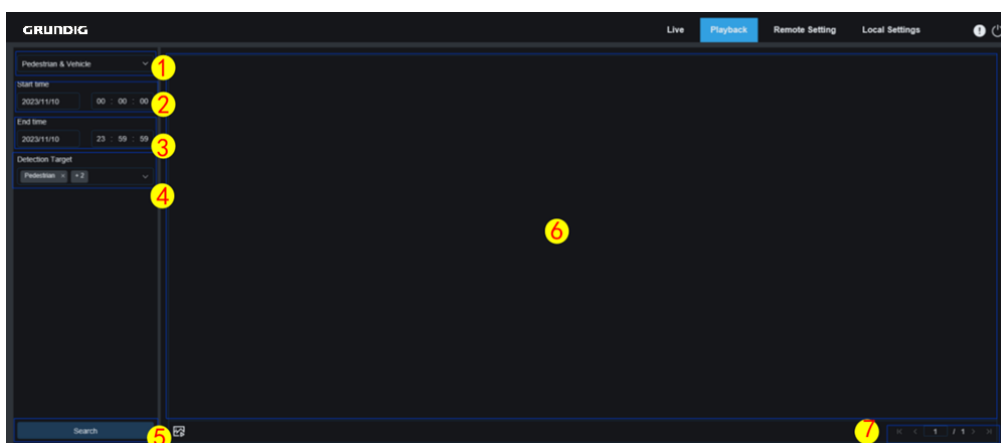 GRUNDIG
Live Playback Remote Setting Local Settings
Pedestrian & Vehicle
1
Start time
2023/11/10 00 : 00 : 00
2
End time
2023/11/10 23 : 59 : 59
3
Detection Target
Pedestrian × +2
4
6
Search
5
7
1 / 1